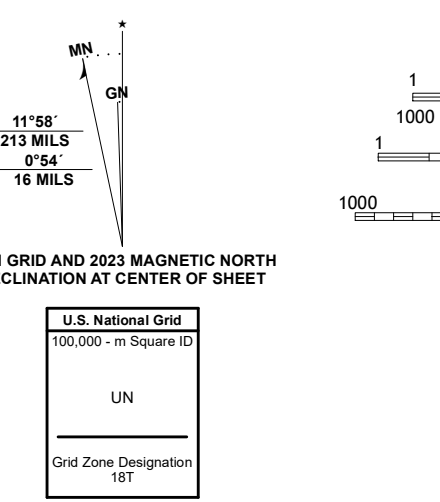 ★
MN
GN
11°58´
213 MILS
0°54´
16 MILS
GRID AND 2023 MAGNETIC NORTH
AT CENTER OF SHEET
U.S. National Grid
100,000 - m Square ID
UN
Grid Zone Designation
18T
1
1000
1
1000